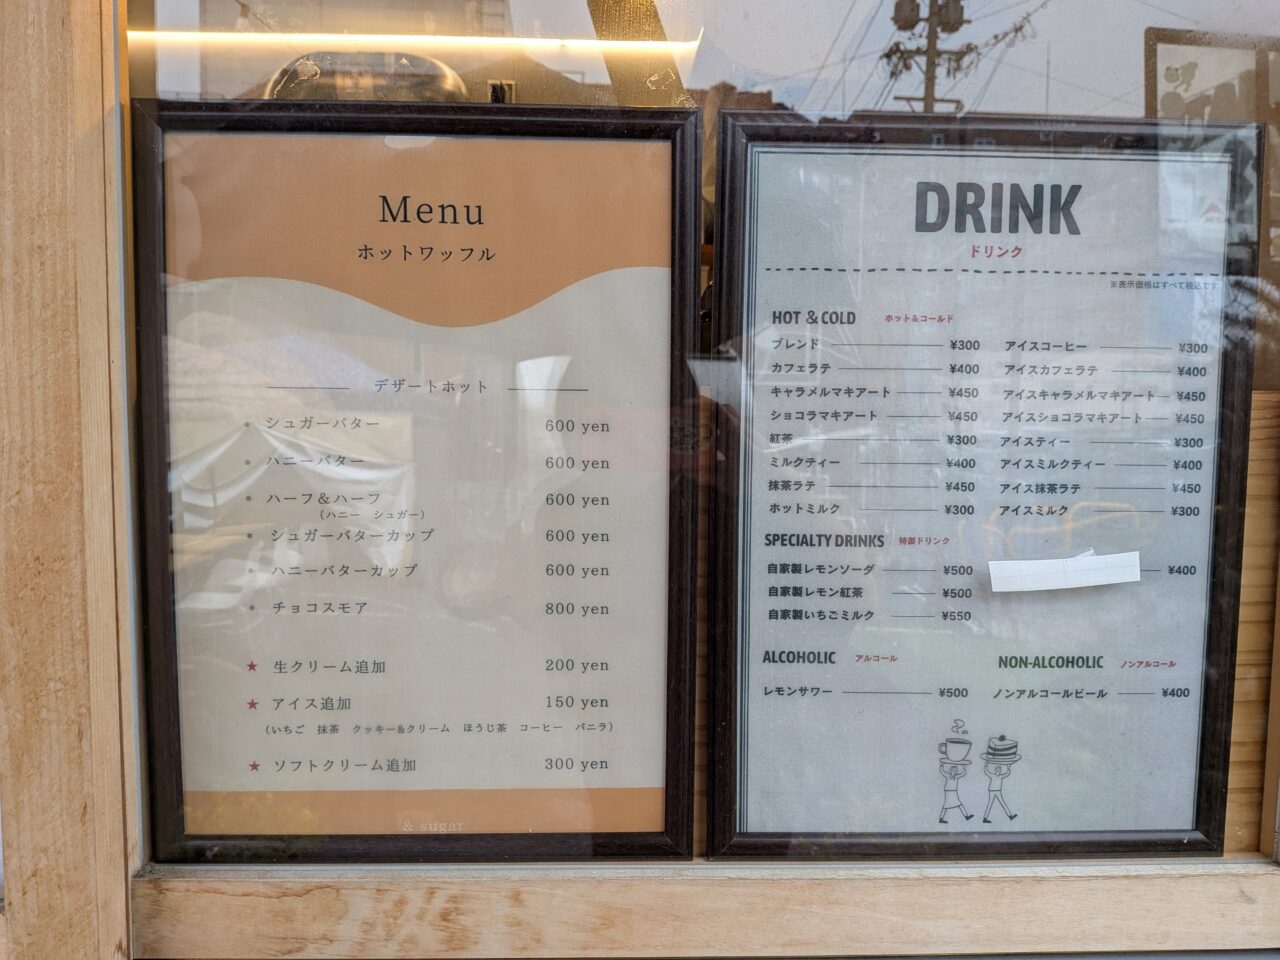 Menu
ホットワッフル
デザートホット
• シュガーバター 600 yen
• ハニーバター 600 yen
• ハーフ&ハーフ 600 yen
(ハニー シュガー)
• シュガーバターカップ 600 yen
• ハニーバターカップ 600 yen
• チョコスモア 800 yen
★ 生クリーム追加 200 yen
★ アイス追加 150 yen
(いちご 抹茶 クッキー&クリーム ほうじ茶 コーヒー バニラ)
★ ソフトクリーム追加 300 yen
& sugar
DRINK
ドリンク
※表示価格はすべて税込です
HOT & COLD ホット&コールド
ブレンド ¥300 アイスコーヒー ¥300
カフェラテ ¥400 アイスカフェラテ ¥400
キャラメルマキアート ¥450 アイスキャラメルマキアート ¥450
ショコラマキアート ¥450 アイスショコラマキアート ¥450
紅茶 ¥300 アイスティー ¥300
ミルクティー ¥400 アイスミルクティー ¥400
抹茶ラテ ¥450 アイス抹茶ラテ ¥450
ホットミルク ¥300 アイスミルク ¥300
SPECIALTY DRINKS 特製ドリンク
自家製レモンソーダ ¥500 ¥400
自家製レモン紅茶 ¥500
自家製いちごミルク ¥550
ALCOHOLIC アルコール NON-ALCOHOLIC ノンアルコール
レモンサワー ¥500 ノンアルコールビール ¥400